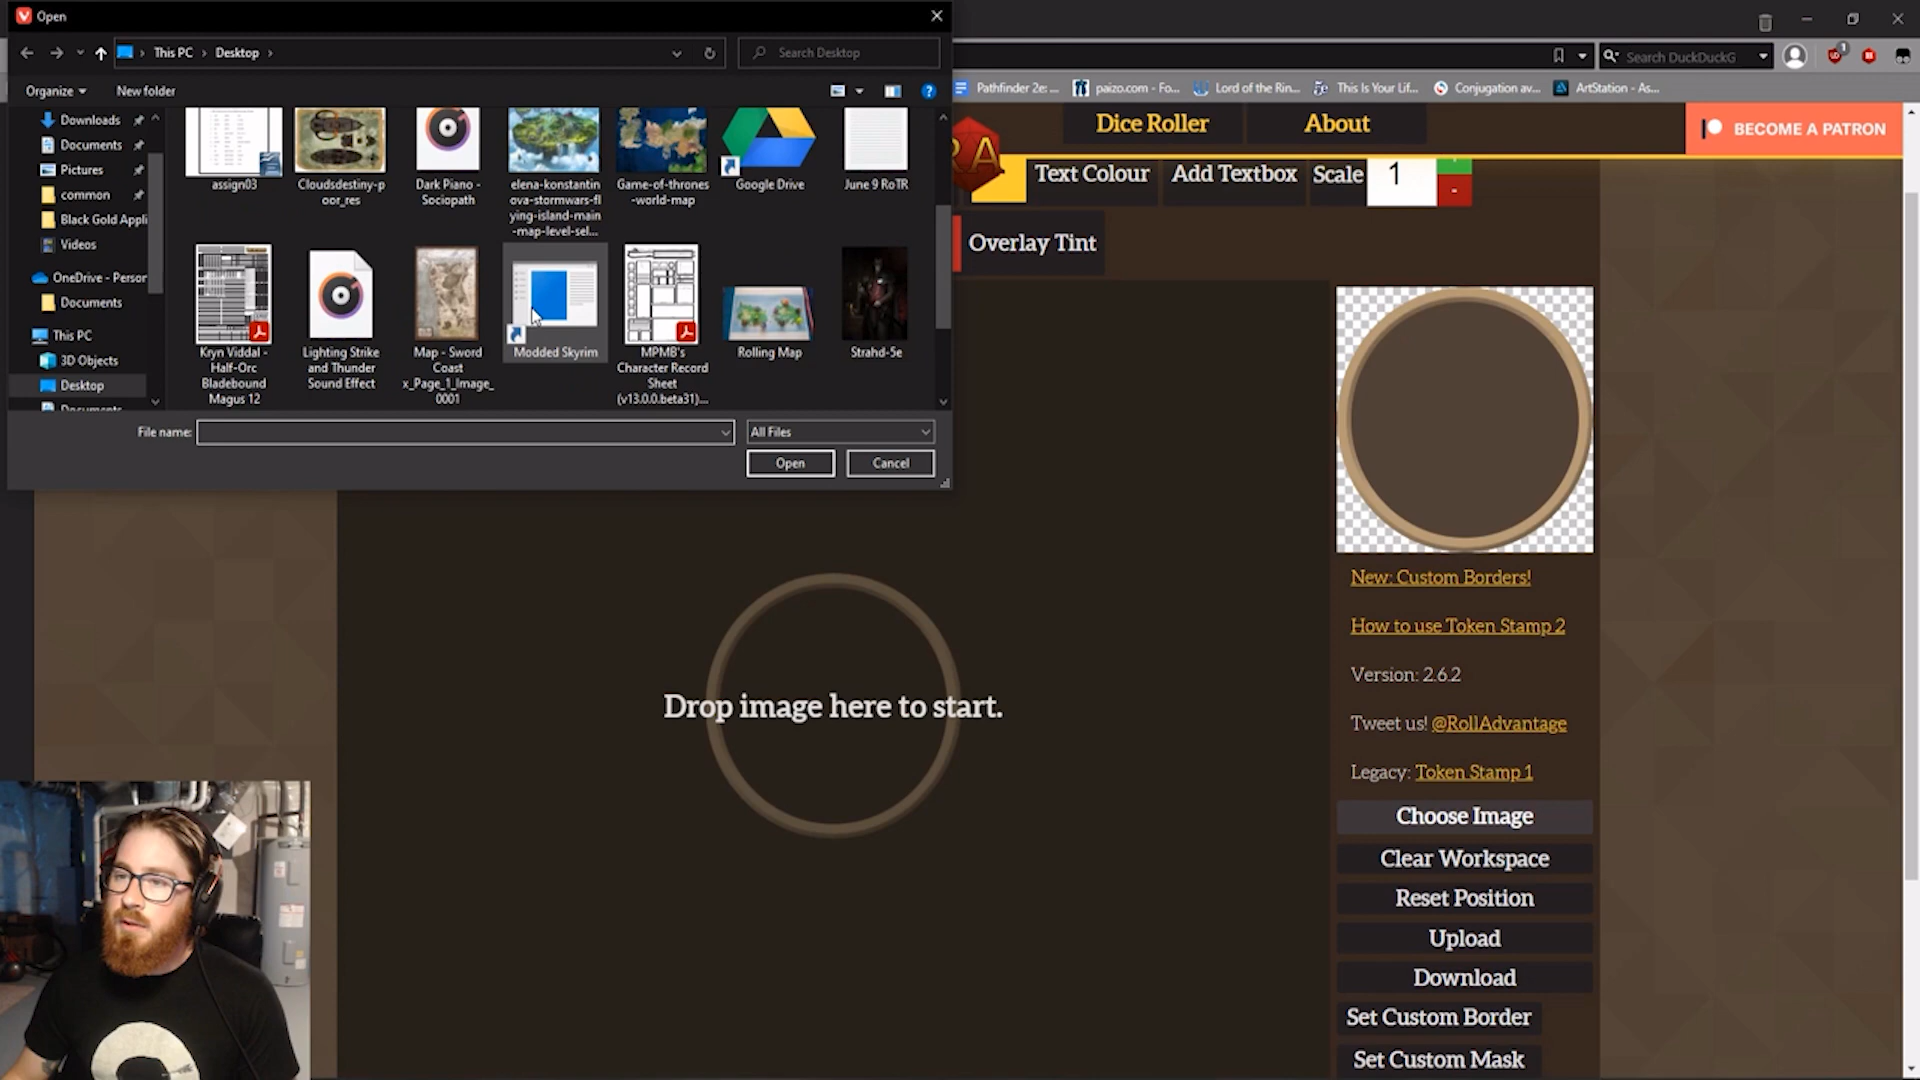 Open
This PC
Desktop
Search Desktop
Organize
New folder
Downloads
Documents
Pictures
common
Black Gold Appli
Videos
OneDrive - Person
Documents
This PC
3D Objects
Desktop
assign03
Cloudsdestiny-p
oor_res
Dark Piano -
Sociopath
elena-konstantin
ova-stormwars-fl
ying-island-main
-map-level-sel...
Game-of-thrones
-world-map
Google Drive
June 9 RoTR
Kryn Viddal -
Half-Orc
Bladebound
Magus 12
Lighting Strike
and Thunder
Sound Effect
Map - Sword
Coast
x_Page_1_Image_
0001
Modded Skyrim
MPMB's
Character Record
Sheet
(v13.0.0.beta31)...
Rolling Map
Strahd-5e
File name:
All Files
Open
Cancel
Search DuckDuckG
1
Pathfinder 2e: ...
paizo.com - Fo...
Lord of the Rin...
This Is Your Lif...
Conjugation av...
ArtStation - As...
RA
Dice Roller
About
BECOME A PATRON
Text Colour
Add Textbox
Scale
1
-
Overlay Tint
Drop image here to start.
New: Custom Borders!
How to use Token Stamp 2
Version: 2.6.2
Tweet us! @RollAdvantage
Legacy: Token Stamp 1
Choose Image
Clear Workspace
Reset Position
Upload
Download
Set Custom Border
Set Custom Mask